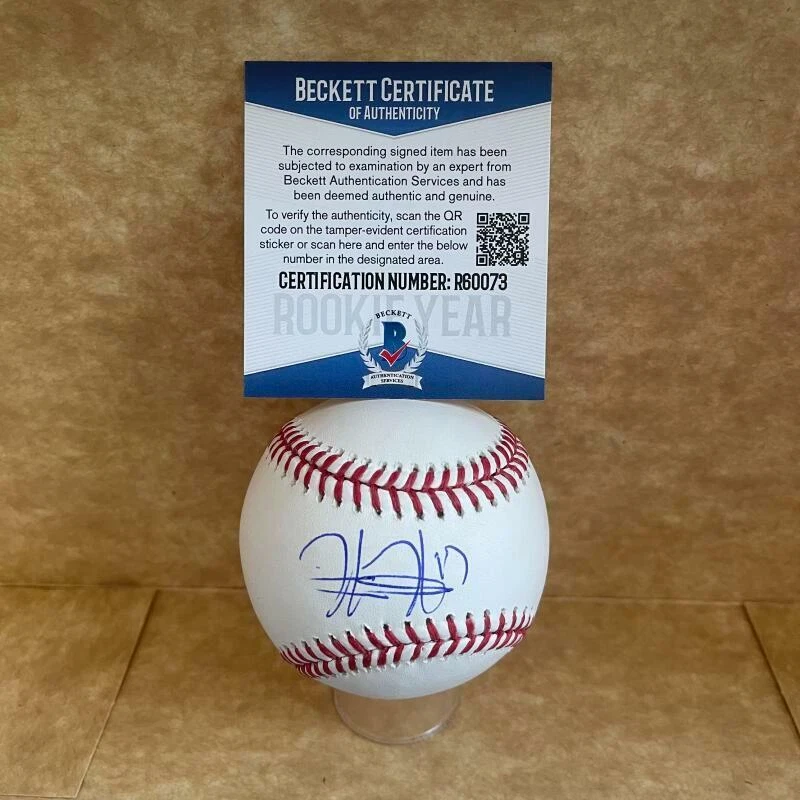 BECKETT CERTIFICATE
OF AUTHENTICITY
The corresponding signed item has been
subjected to examination by an expert from
Beckett Authentication Services and has
been deemed authentic and genuine.
To verify the authenticity, scan the QR
code on the tamper-evident certification
sticker or scan here and enter the below
number in the designated area.
CERTIFICATION NUMBER: R60073
ROOKIE YEAR
BECKETT
B
AUTHENTICATION
SERVICES
17